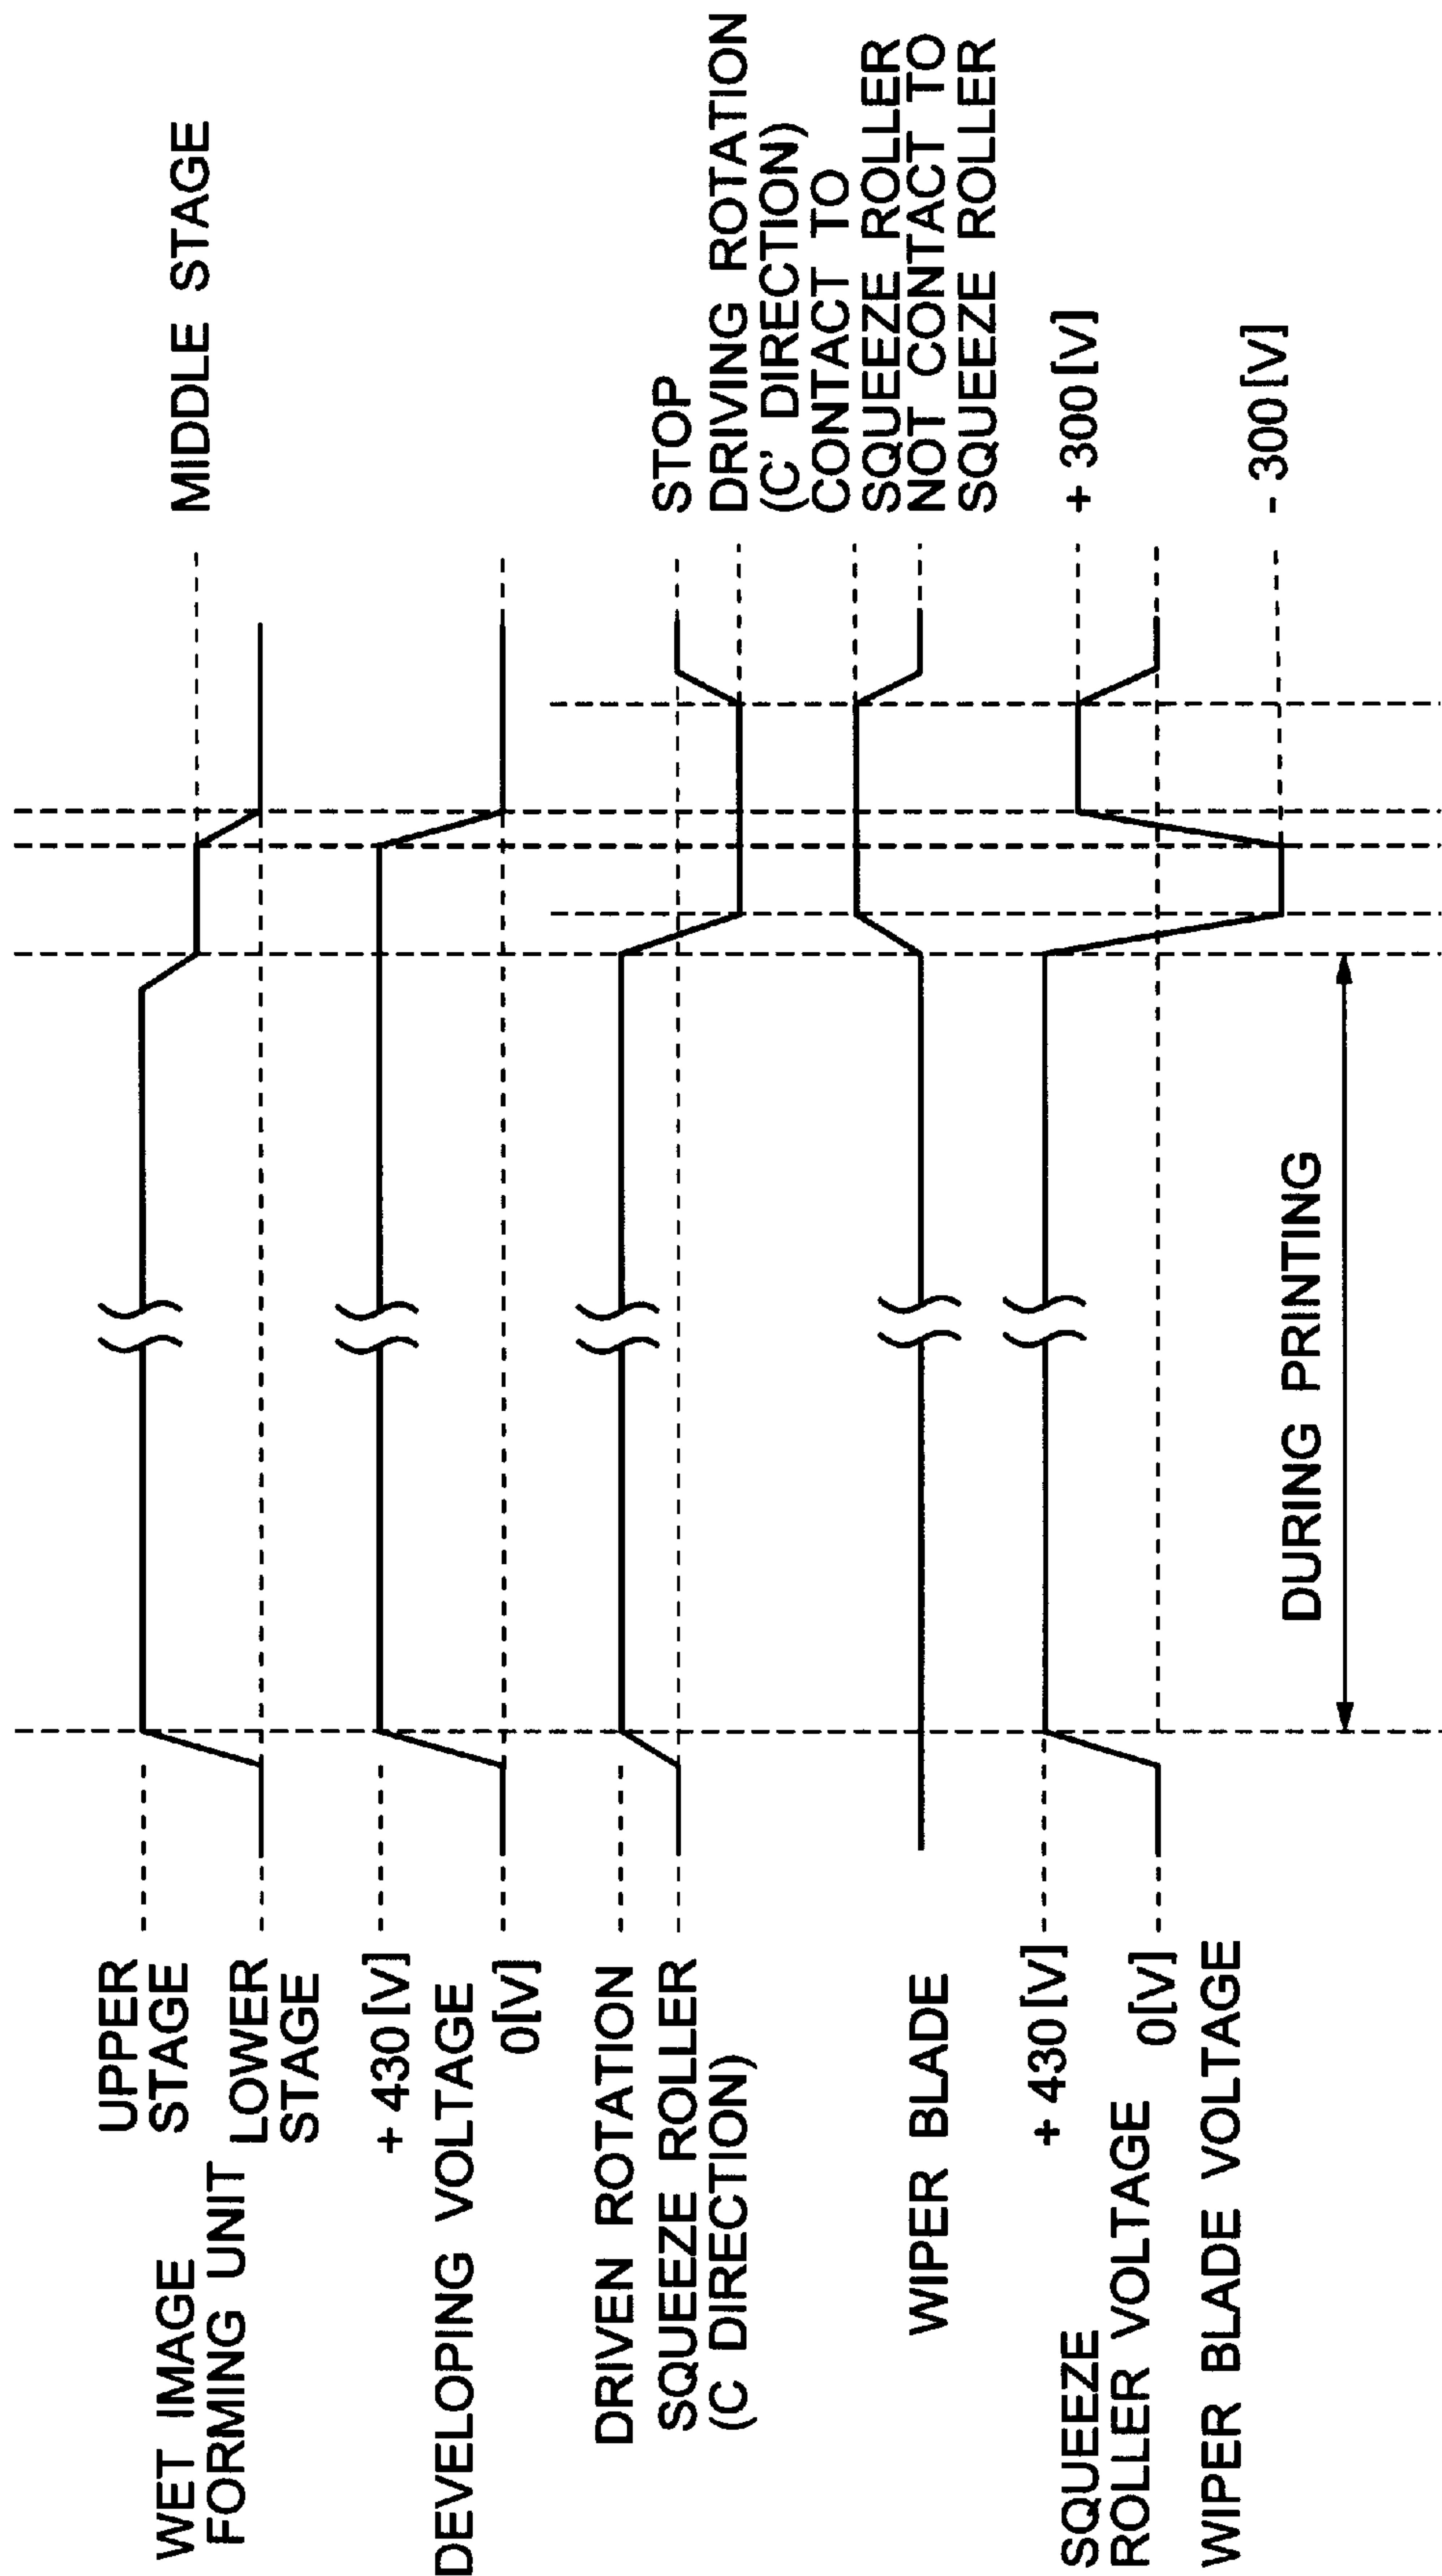 WET IMAGE
FORMING UNIT
UPPER
STAGE
LOWER
STAGE
MIDDLE STAGE
+ 430 [V]
DEVELOPING VOLTAGE
0[V]
DRIVEN ROTATION
SQUEEZE ROLLER
(C DIRECTION)
STOP
DRIVING ROTATION
(C' DIRECTION)
CONTACT TO
SQUEEZE ROLLER
NOT CONTACT TO
SQUEEZE ROLLER
WIPER BLADE
+ 430 [V]
SQUEEZE
ROLLER VOLTAGE
0[V]
WIPER BLADE VOLTAGE
+ 300 [V]
- 300 [V]
DURING PRINTING